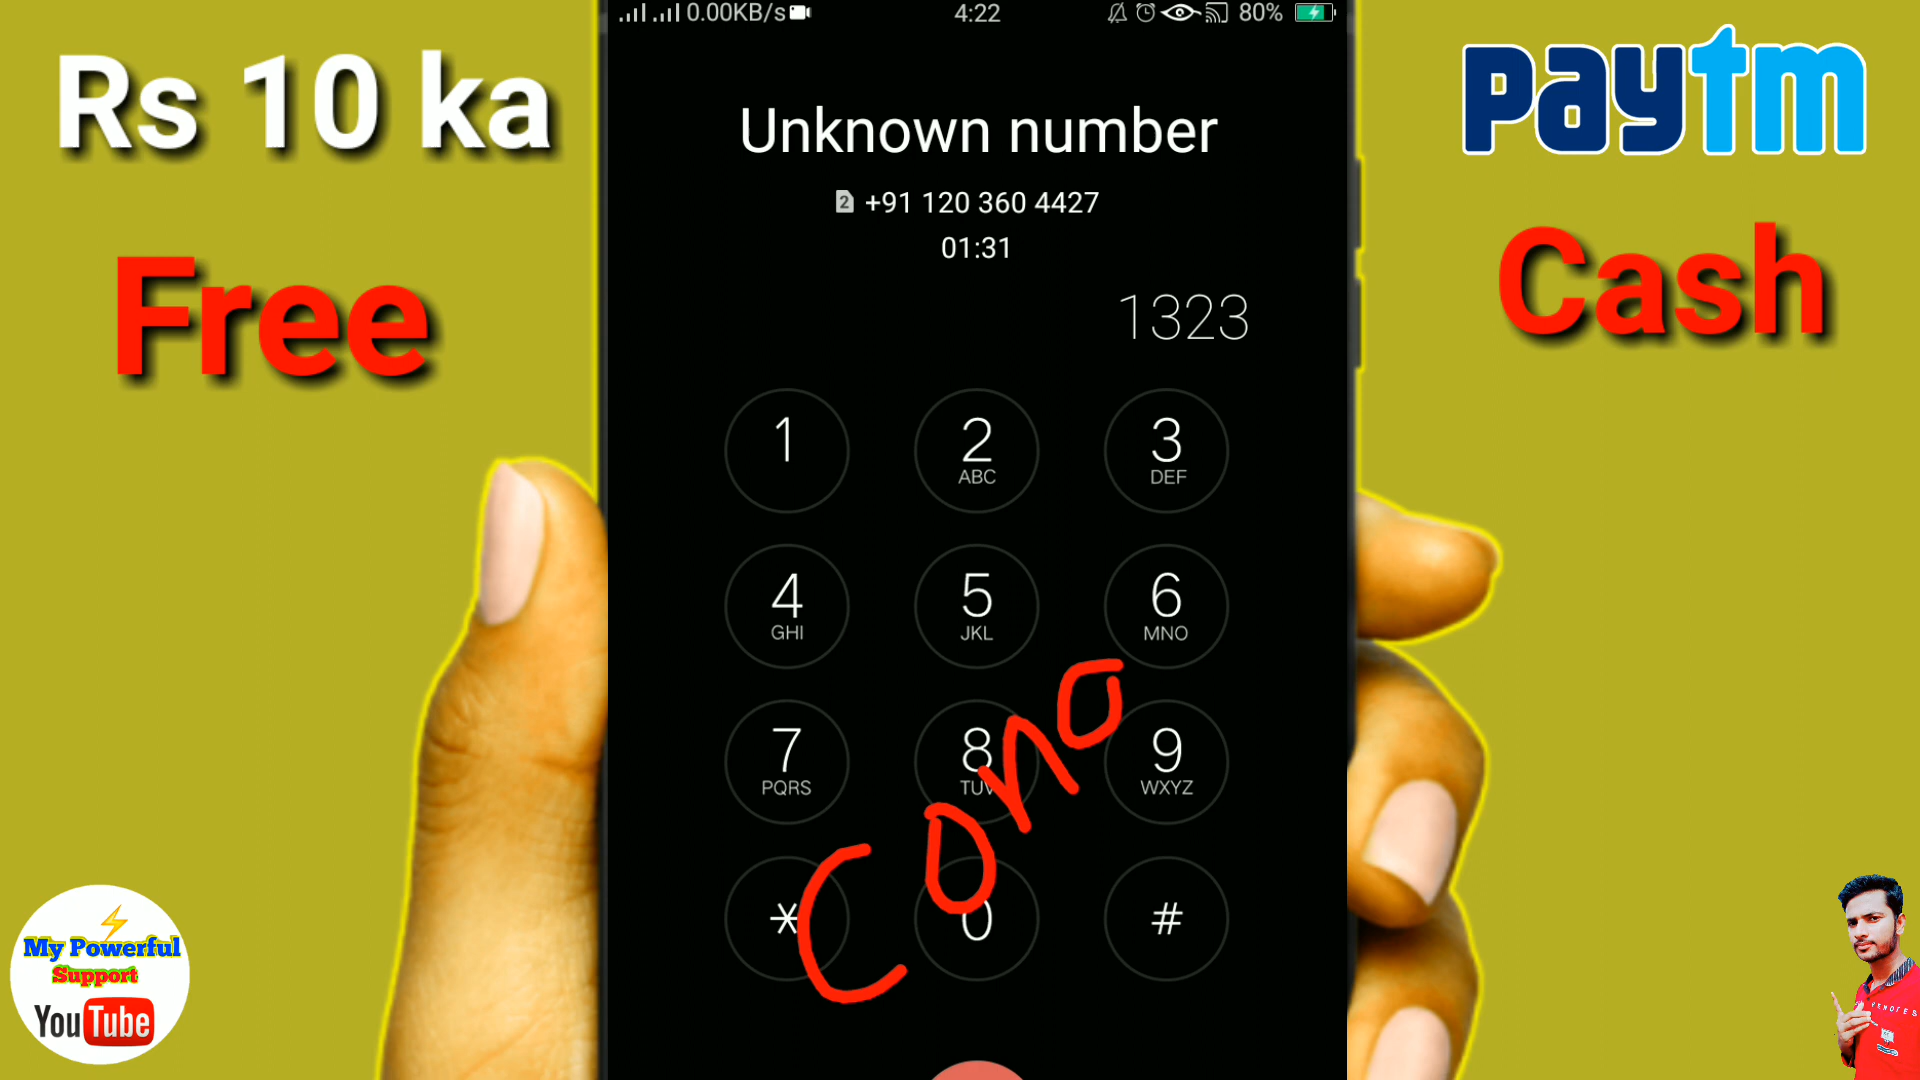 Rs 10 ka
Free
paytm
Cash
0.00KB/s
4:22
80%
Unknown number
2 +91 120 360 4427
01:31
1323
1
2
ABC
3
DEF
4
GHI
5
JKL
6
MNO
7
PQRS
8
TUV
9
WXYZ
*
0
#
Cono
My Powerful
Support
YouTube